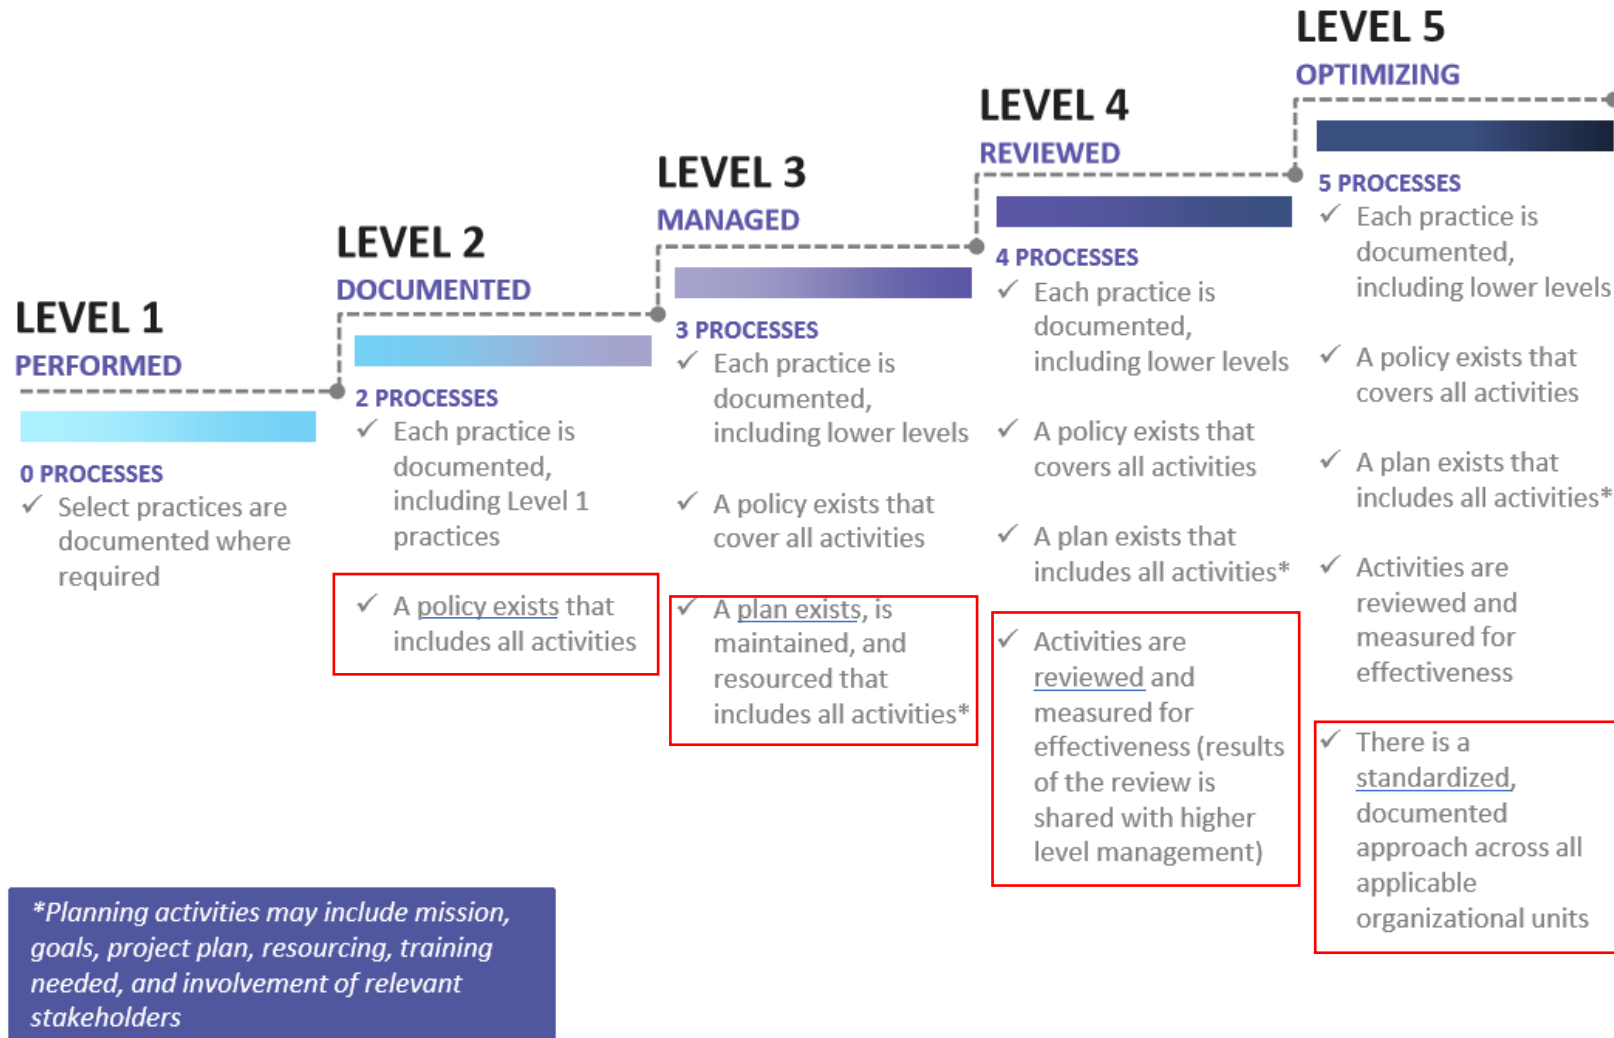 LEVEL 1
PERFORMED
0 PROCESSES
✓ Select practices are
documented where
required
LEVEL 2
DOCUMENTED
2 PROCESSES
✓ Each practice is
documented,
including Level 1
practices
✓ A policy exists that
includes all activities
LEVEL 3
MANAGED
3 PROCESSES
✓ Each practice is
documented,
including lower levels
✓ A policy exists that
cover all activities
✓ A plan exists, is
maintained, and
resourced that
includes all activities*
LEVEL 4
REVIEWED
4 PROCESSES
✓ Each practice is
documented,
including lower levels
✓ A policy exists that
covers all activities
✓ A plan exists that
includes all activities*
✓ Activities are
reviewed and
measured for
effectiveness (results
of the review is
shared with higher
level management)
LEVEL 5
OPTIMIZING
5 PROCESSES
✓ Each practice is
documented,
including lower levels
✓ A policy exists that
covers all activities
✓ A plan exists that
includes all activities*
✓ Activities are
reviewed and
measured for
effectiveness
✓ There is a
standardized,
documented
approach across all
applicable
organizational units
*Planning activities may include mission,
goals, project plan, resourcing, training
needed, and involvement of relevant
stakeholders